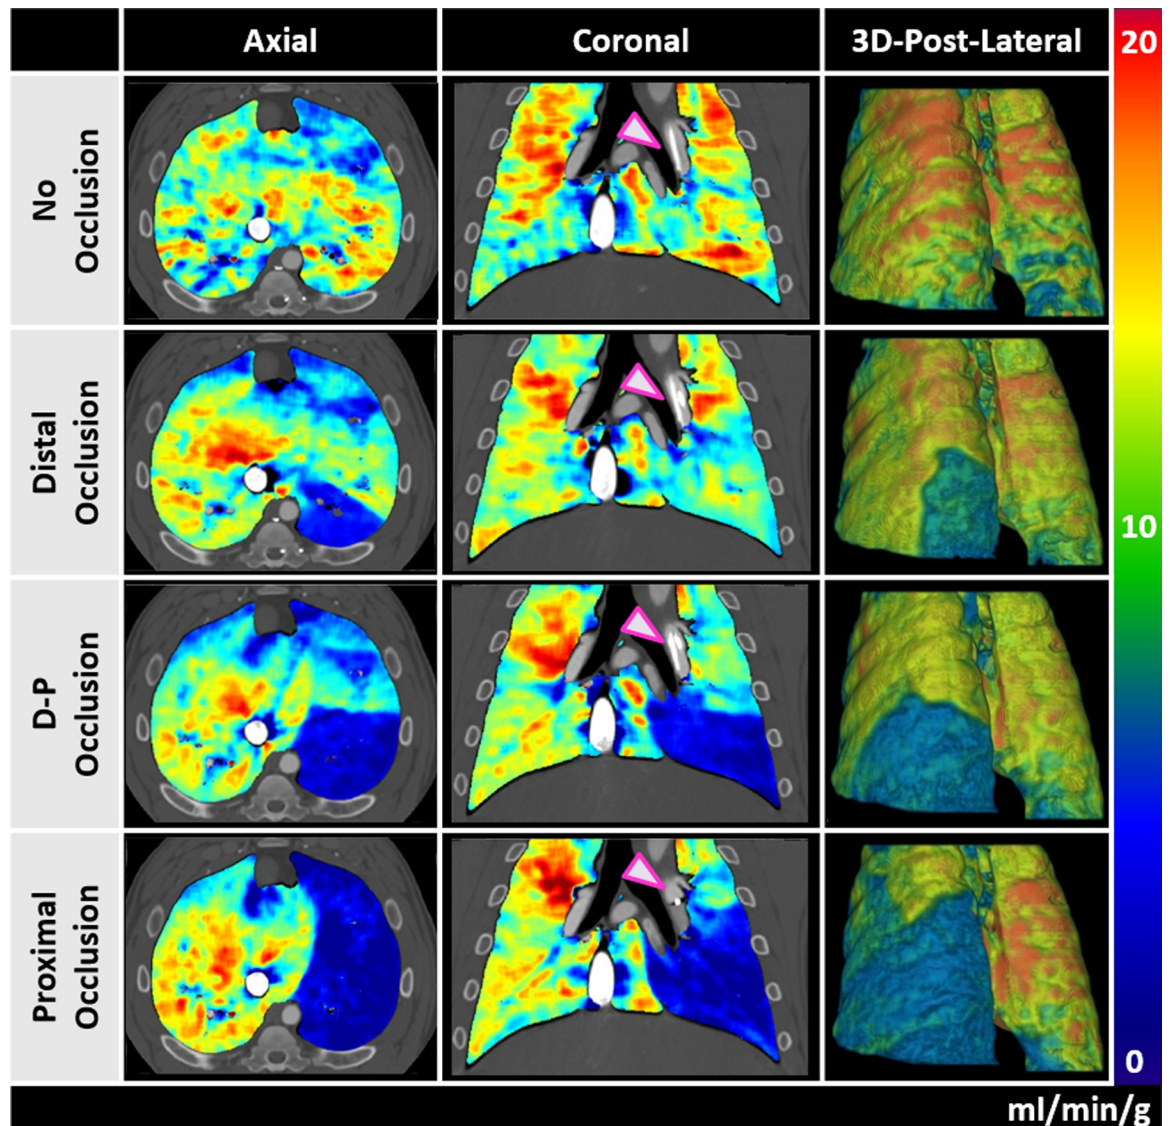 Axial
Coronal
3D-Post-Lateral
20
No
Occlusion
Distal
Occlusion
10
D-P
Occlusion
Proximal
Occlusion
0
ml/min/g